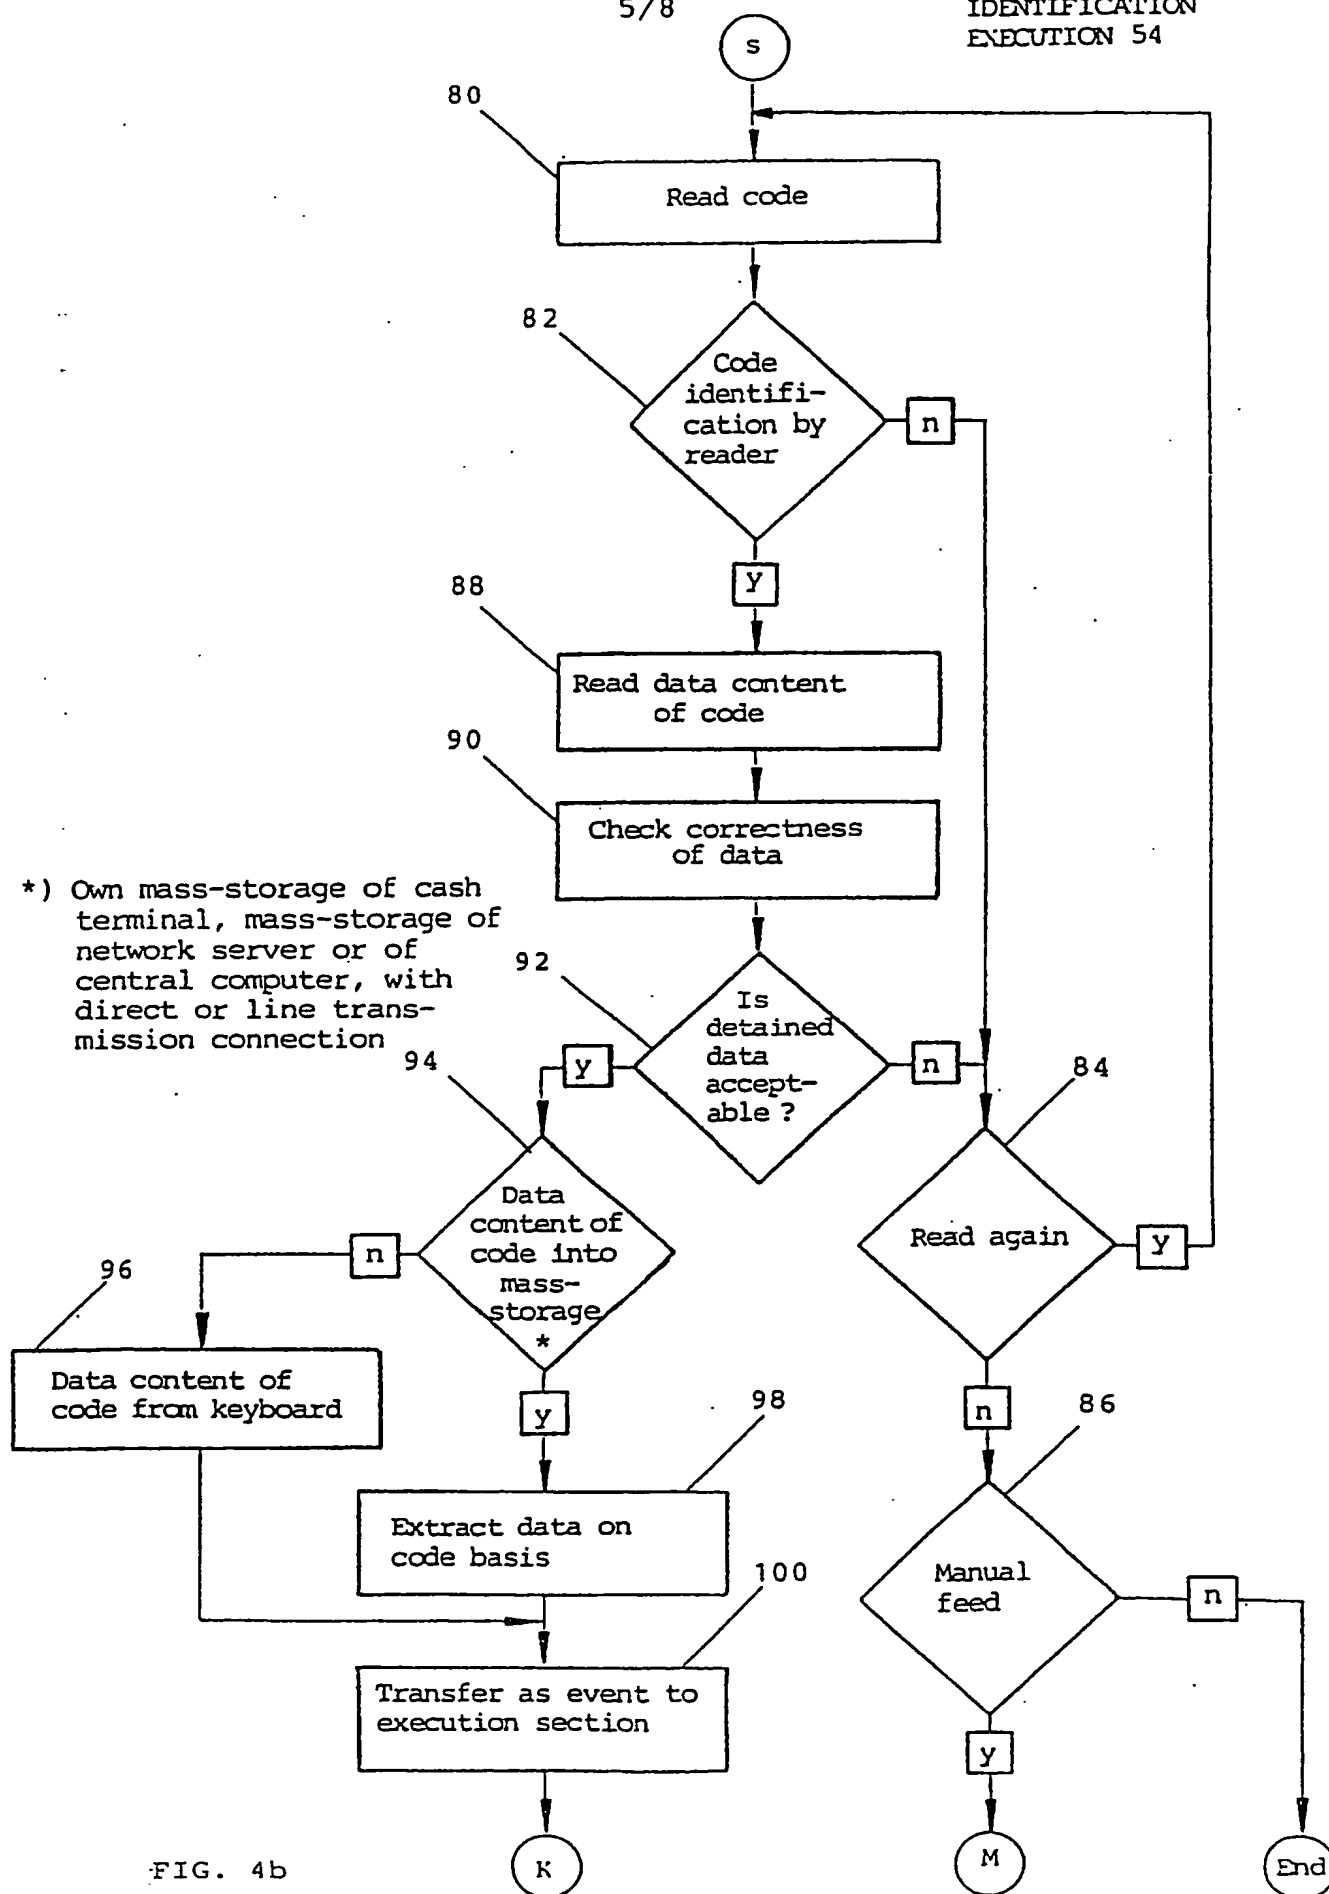 5/8
IDENTIFICATION
EXECUTION 54
s
80
Read code
82
Code
identifi-
cation by
reader
n
y
88
Read data content
of code
90
Check correctness
of data
*) Own mass-storage of cash
terminal, mass-storage of
network server or of
central computer, with
direct or line trans-
mission connection
92
Is
detained
data
accept-
able ?
y
n
94
84
Data
content of
code into
mass-
storage
*
n
Read again
y
96
Data content of
code from keyboard
y
98
n
86
Extract data on
code basis
100
Manual
feed
n
Transfer as event to
execution section
y
K
M
End
FIG. 4b